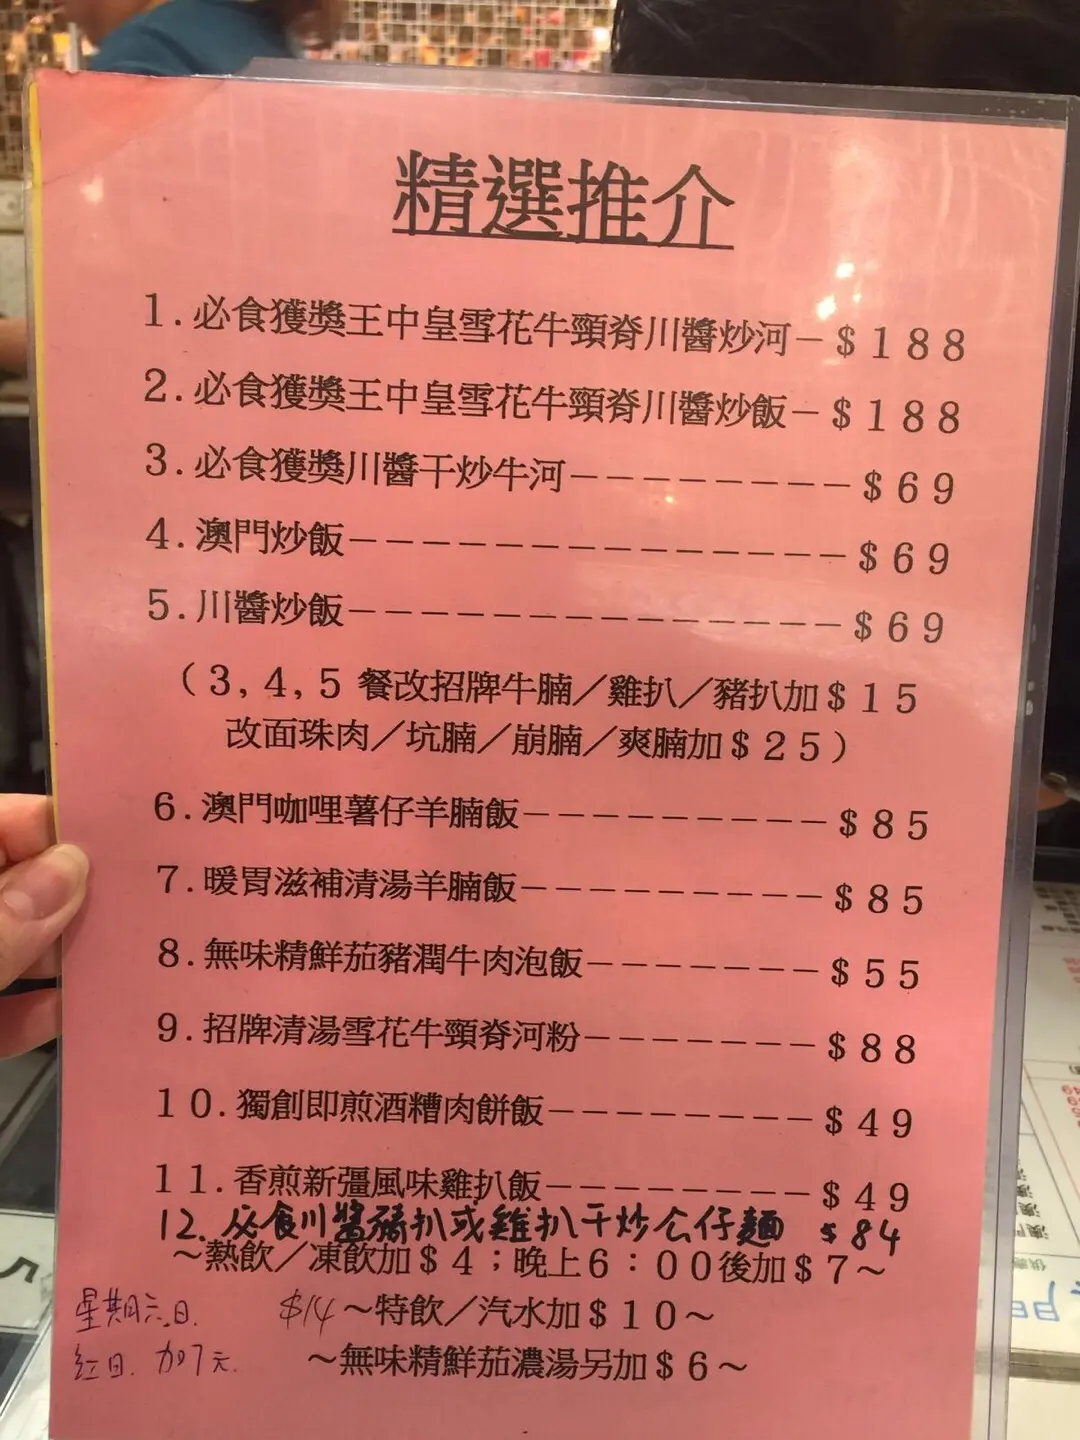 精選推介
1.必食獲獎王中皇雪花牛頸脊川醬炒河－$188
2.必食獲獎王中皇雪花牛頸脊川醬炒飯－$188
3.必食獲獎川醬干炒牛河－－－－－－－－$69
4.澳門炒飯－－－－－－－－－－－－－－$69
5.川醬炒飯－－－－－－－－－－－－－－$69
（3,4,5 餐改招牌牛腩／雞扒／豬扒加$15
改面珠肉／坑腩／崩腩／爽腩加$25）
6.澳門咖哩薯仔羊腩飯－－－－－－－－－$85
7.暖胃滋補清湯羊腩飯－－－－－－－－－$85
8.無味精鮮茄豬潤牛肉泡飯－－－－－－－$55
9.招牌清湯雪花牛頸脊河粉－－－－－－－$88
10.獨創即煎酒糟肉餅飯－－－－－－－－$49
11.香煎新彊風味雞扒飯－－－－－－－－$49
12.必食川醬豬扒或雞扒干炒公仔麵 $84
～熱飲／凍飲加$4；晚上6：00後加$7～
星期六.日. $14～特飲／汽水加$10～
紅日.加7元. ～無味精鮮茄濃湯另加$6～